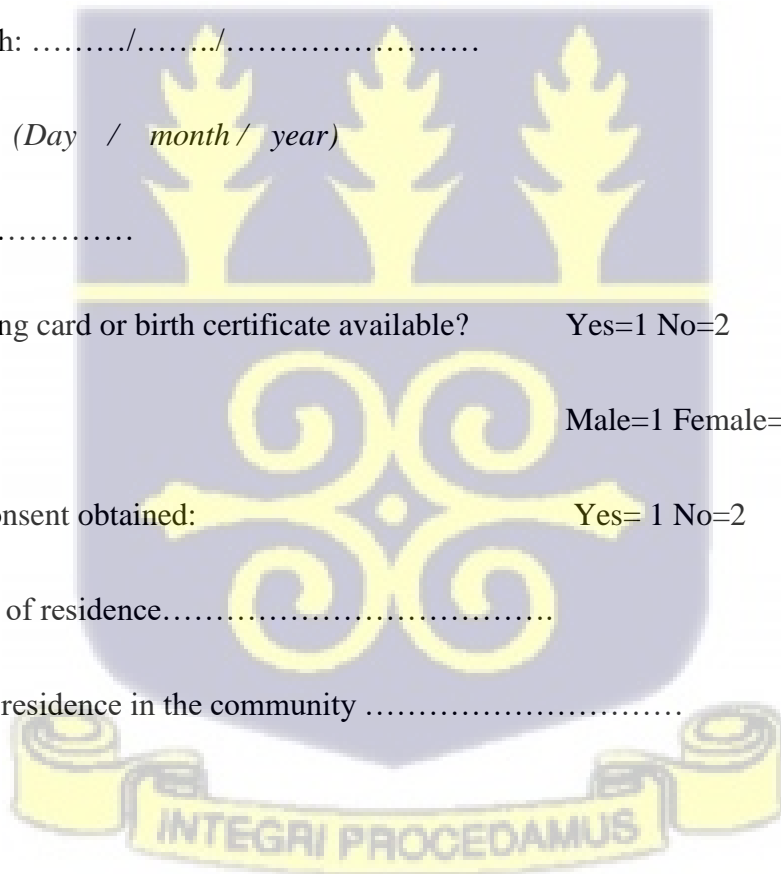 h: ………/……../……………………
(Day / month / year)
.………….
ng card or birth certificate available? Yes=1 No=2
Male=1 Female=
onsent obtained: Yes= 1 No=2
of residence……………………………….
residence in the community …………………………
INTEGRI PROCEDAMUS